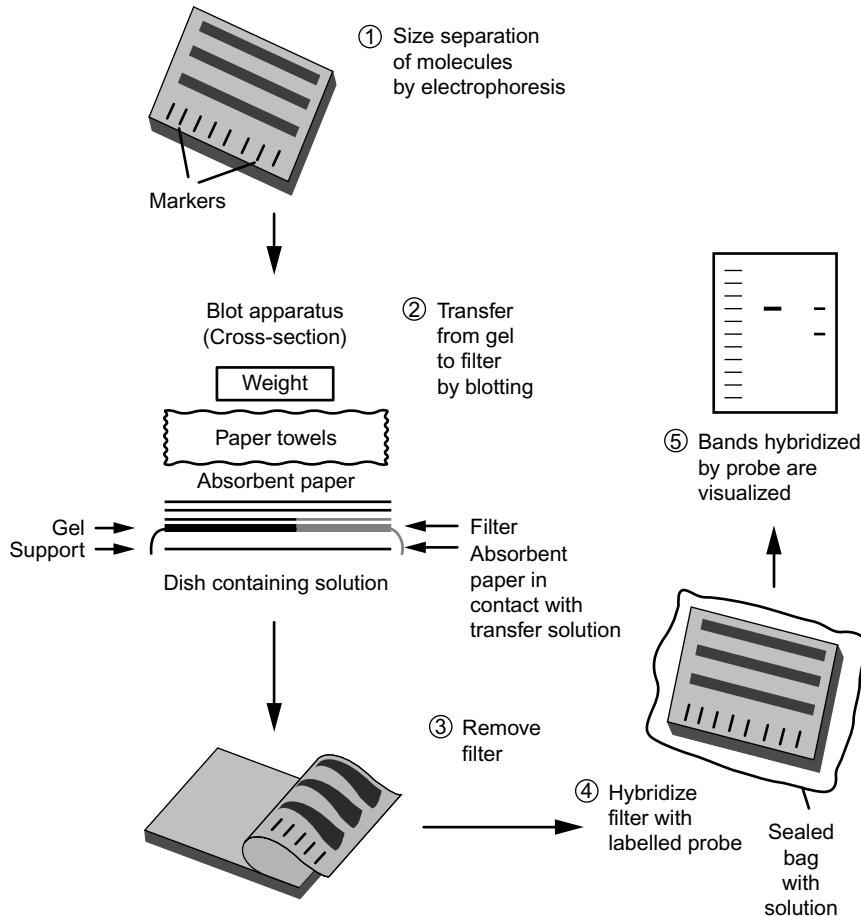 ① Size separation
of molecules
by electrophoresis
Markers
Blot apparatus
(Cross-section)
② Transfer
from gel
to filter
by blotting
Weight
Paper towels
Absorbent paper
Gel
Support
Filter
Absorbent
paper in
contact with
transfer solution
Dish containing solution
③ Remove
filter
④ Hybridize
filter with
labelled probe
Sealed
bag
with
solution
⑤ Bands hybridized
by probe are
visualized